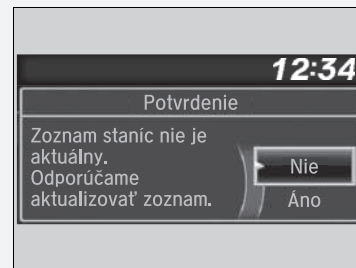 12:34
Potvrdenie
Zoznam staníc nie je
aktuálny.
Odporúčame
aktualizovať zoznam.
Nie
Áno